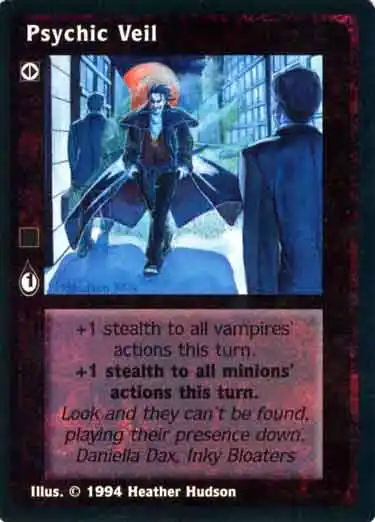 Psychic Veil
1
+1 stealth to all vampires'
actions this turn.
+1 stealth to all minions'
actions this turn.
Look and they can't be found,
playing their presence down.
Daniella Dax, Inky Bloaters
Illus. © 1994 Heather Hudson